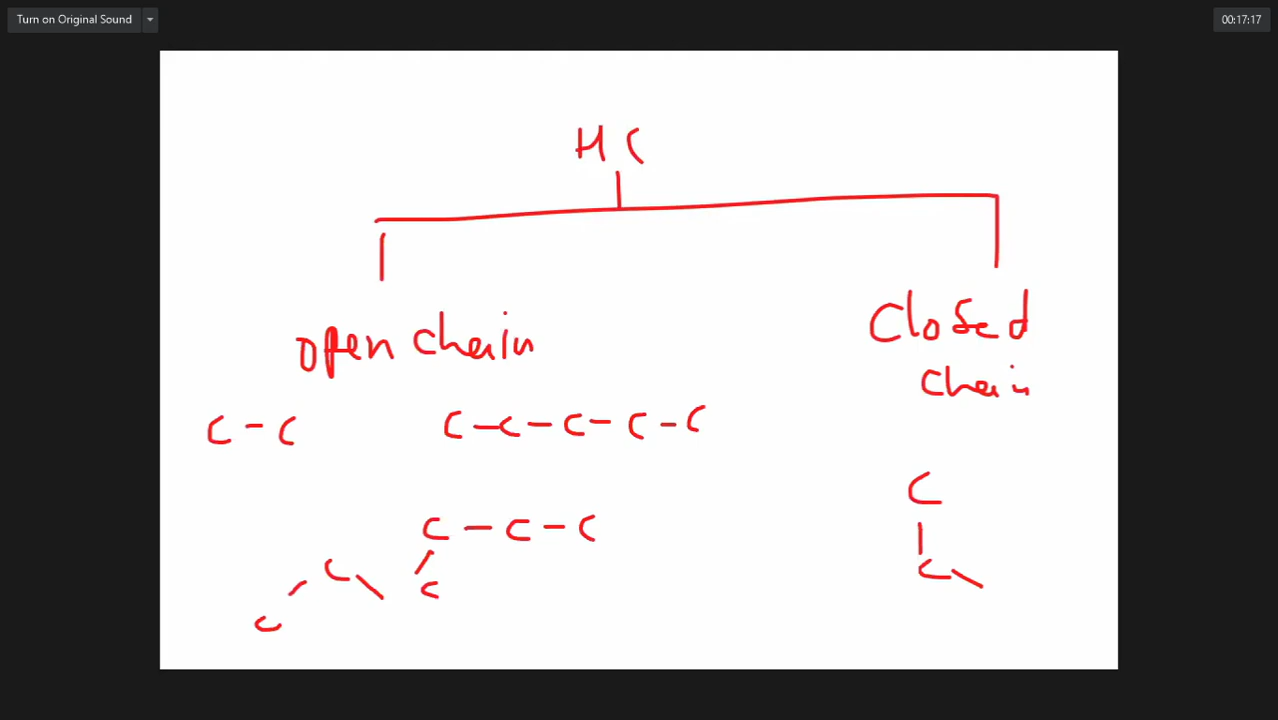 Turn on Original Sound
00:17:17
HC
open chain
Closed
chain
C - C
C - C - C - C - C
C
C - C - C
C
C
C
C